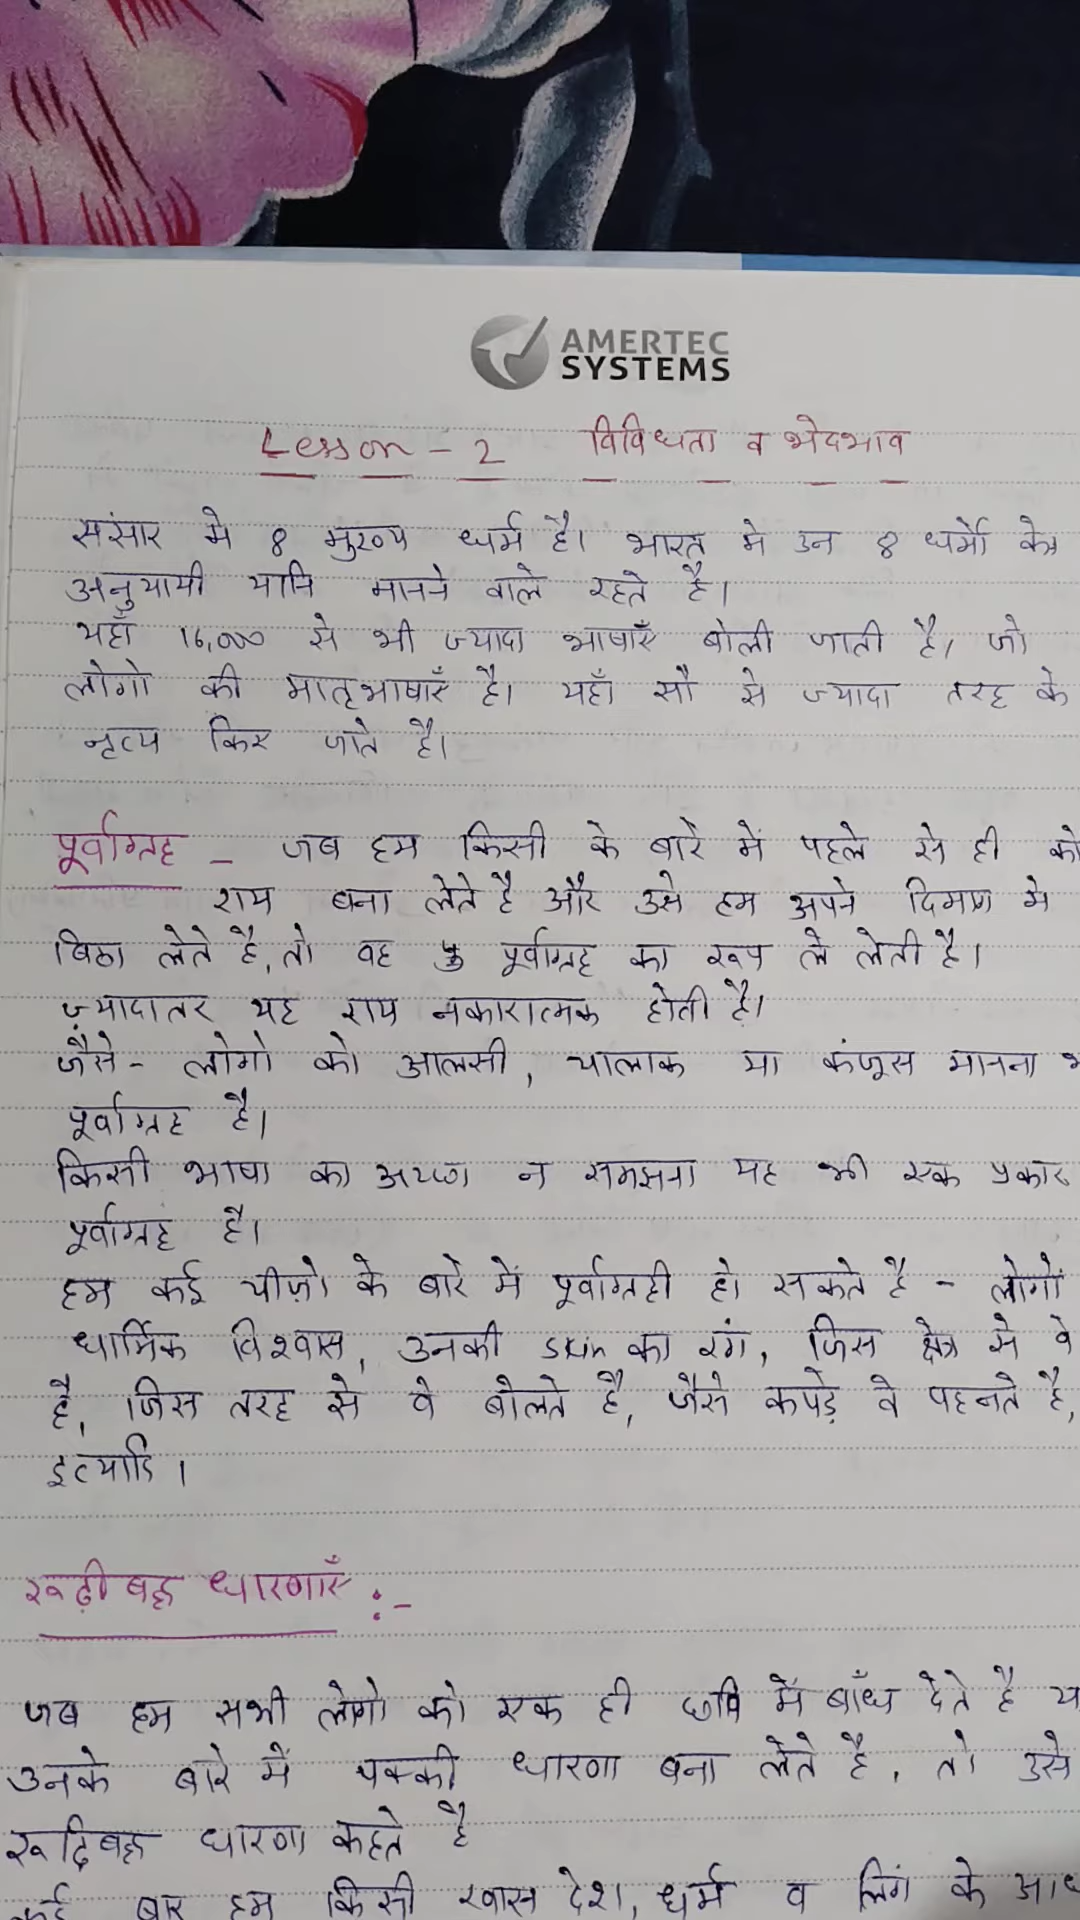 AMERTEC
SYSTEMS
Lesson - 2 विविधता व भेदभाव
संसार मे 8 मुख्य धर्म है। भारत मे उन 8 धर्मो के
अनुयायी यानि मानने वाले रहते है।
यहाँ 16,000 से भी ज्यादा भाषाएँ बोली जाती है। जो
लोगो की मातृभाषाएँ है। यहाँ सौ से ज्यादा तरह के
नृत्य किए जाते है।
पूर्वाग्रह - जब हम किसी के बारे में पहले से ही को
राय बना लेते है और उसे हम अपने दिमाग मे
बिठा लेते है, तो वह पूर्वाग्रह का रूप ले लेती है।
ज़्यादातर यह राय नकारात्मक होती है।
जैसे - लोगो को आलसी, चालाक या कंजूस मानना भ
पूर्वाग्रह है।
किसी भाषा का अच्छा न समझना यह भी एक प्रकार
पूर्वाग्रह है।
हम कई चीज़ो के बारे में पूर्वाग्रही हो सकते है - लोगों
धार्मिक विश्वास, उनकी skin का रंग, जिस क्षेत्र से वे
है, जिस तरह से वे बोलते है, जैसे कपड़े वे पहनते है,
इत्यादि।
रूढ़ीबद्ध धारणाएँ :-
जब हम सभी लोगो को एक ही छवि में बाँध देते है य
उनके बारे में पक्की धारणा बना लेते है, तो उसे
रूढिबद्ध धारणा कहते है
कई बार हम किसी खास देश, धर्म व लिंग के आध